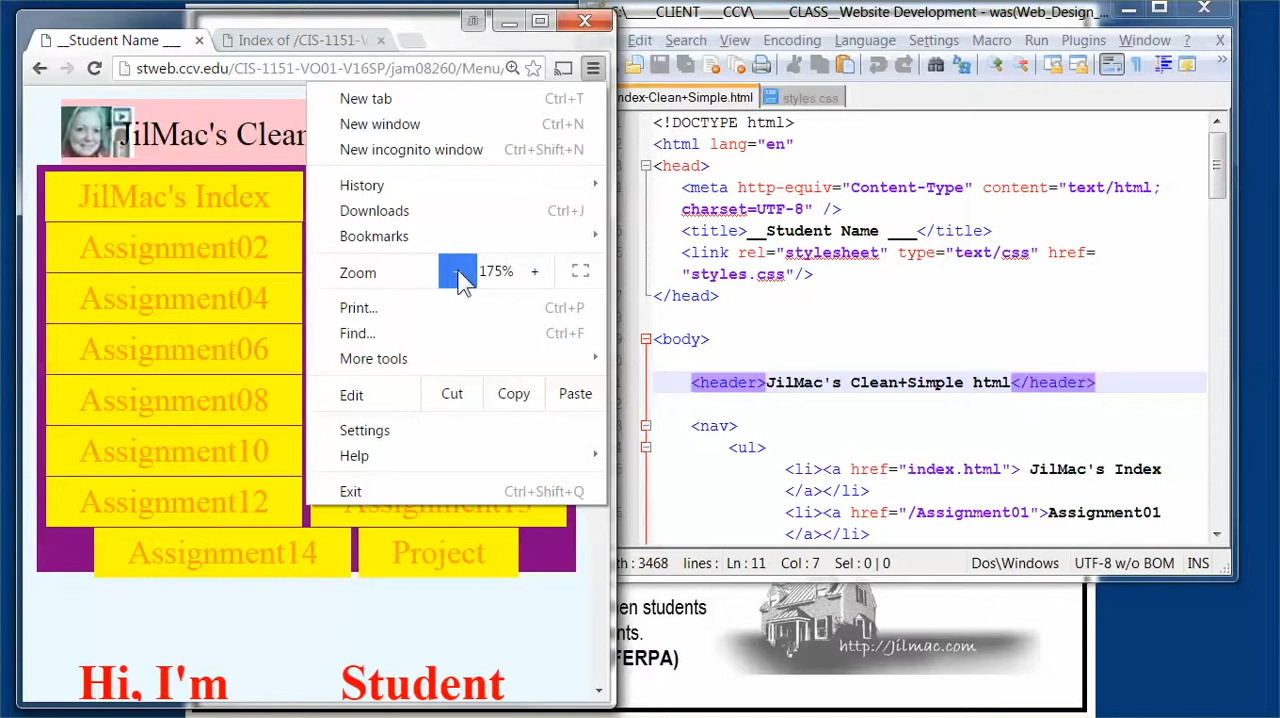 __Student Name ___
Index of /CIS-1151-V
stweb.ccv.edu/CIS-1151-VO01-V16SP/jam08260/Menu,
JilMac's Clean
JilMac's Index
Assignment02
Assignment04
Assignment06
Assignment08
Assignment10
Assignment12
Assignment14
Project
Hi, I'm Student
New tab Ctrl+T
New window Ctrl+N
New incognito window Ctrl+Shift+N
History
Downloads Ctrl+J
Bookmarks
Zoom - 175% +
Print... Ctrl+P
Find... Ctrl+F
More tools
Edit Cut Copy Paste
Settings
Help
Exit Ctrl+Shift+Q
\____CLIENT___CCV\_____CLASS__Website Development - was(Web_Design_...
Edit Search View Encoding Language Settings Macro Run Plugins Window ? X
ndex-Clean+Simple.html styles.css
<!DOCTYPE html>
<html lang="en"
<head>
<meta http-equiv="Content-Type" content="text/html;
charset=UTF-8" />
<title>__Student Name ___</title>
<link rel="stylesheet" type="text/css" href=
"styles.css"/>
</head>
<body>
<header>JilMac's Clean+Simple html</header>
<nav>
<ul>
<li><a href="index.html"> JilMac's Index
</a></li>
<li><a href="/Assignment01">Assignment01
</a></li>
th : 3468 lines : Ln : 11 Col : 7 Sel : 0 | 0 Dos\Windows UTF-8 w/o BOM INS
en students
nts.
(FERPA)
http://jilmac.com